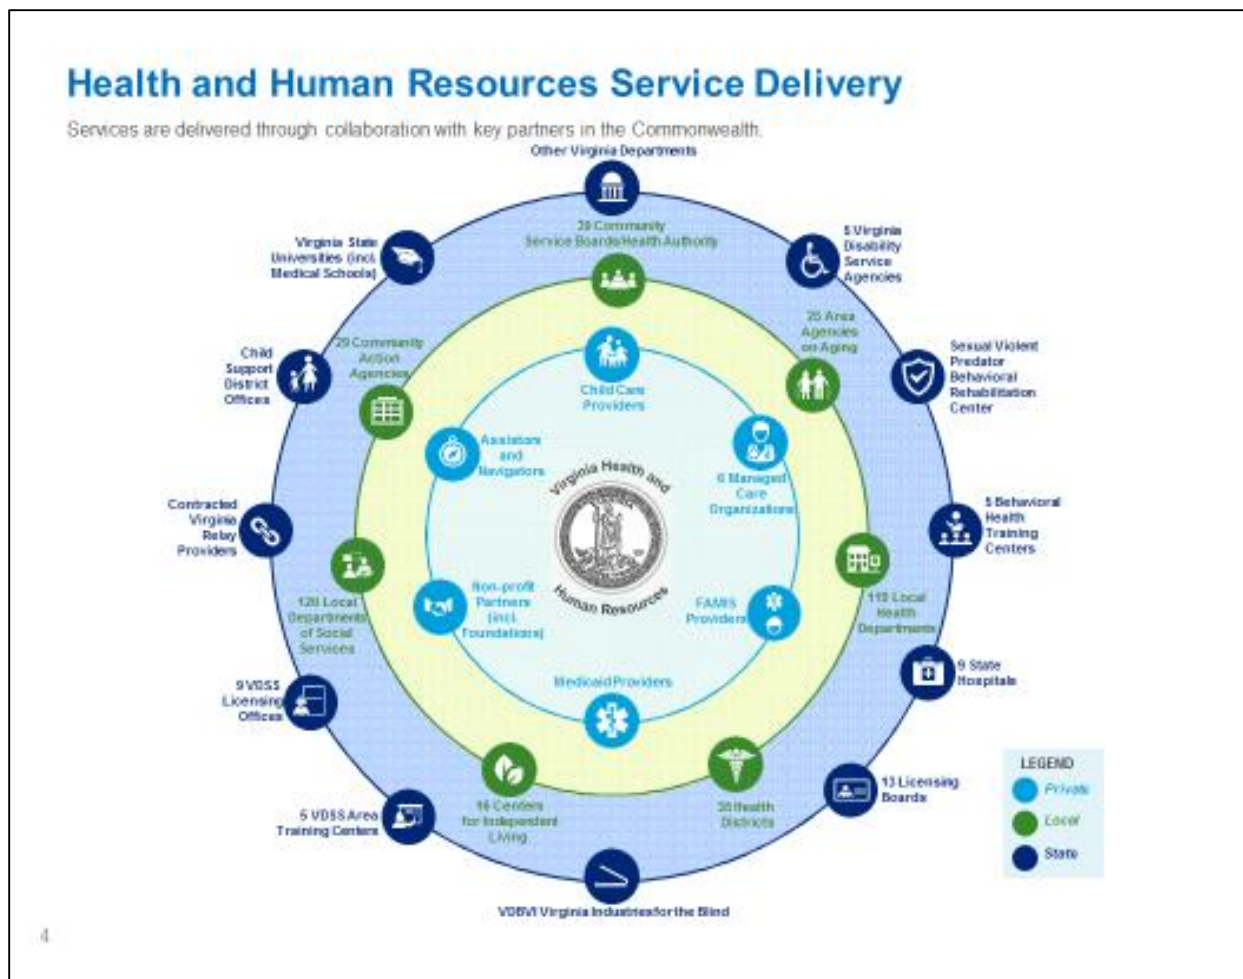 Health and Human Resources Service Delivery
Services are delivered through collaboration with key partners in the Commonwealth.
Other Virginia Departments
5 Virginia
Disability
Service
Agencies
Sexual Violent
Predator
Behavioral
Rehabilitation
Center
5 Behavioral
Health
Training
Centers
9 State
Hospitals
13 Licensing
Boards
VDBVI Virginia Industries for the Blind
5 VDSS Area
Training Centers
9 VDSS
Licensing
Offices
Contracted
Virginia
Relay
Providers
Child
Support
District
Offices
Virginia State
Universities (incl.
Medical Schools)
Community
Service Boards/Health Authority
25 Area
Agencies
on Aging
Local
Health
Departments
35 Health
Districts
16 Centers
for Independent
Living
120 Local
Departments
of Social
Services
Community
Action
Agencies
Child Care
Providers
6 Managed
Care
Organizations
FAMIS
Providers
Medicaid Providers
Non-profit
Partners
(incl.
Foundations)
Assistors
and
Navigators
Virginia Health and
Human Resources
LEGEND
Private
Local
State
4